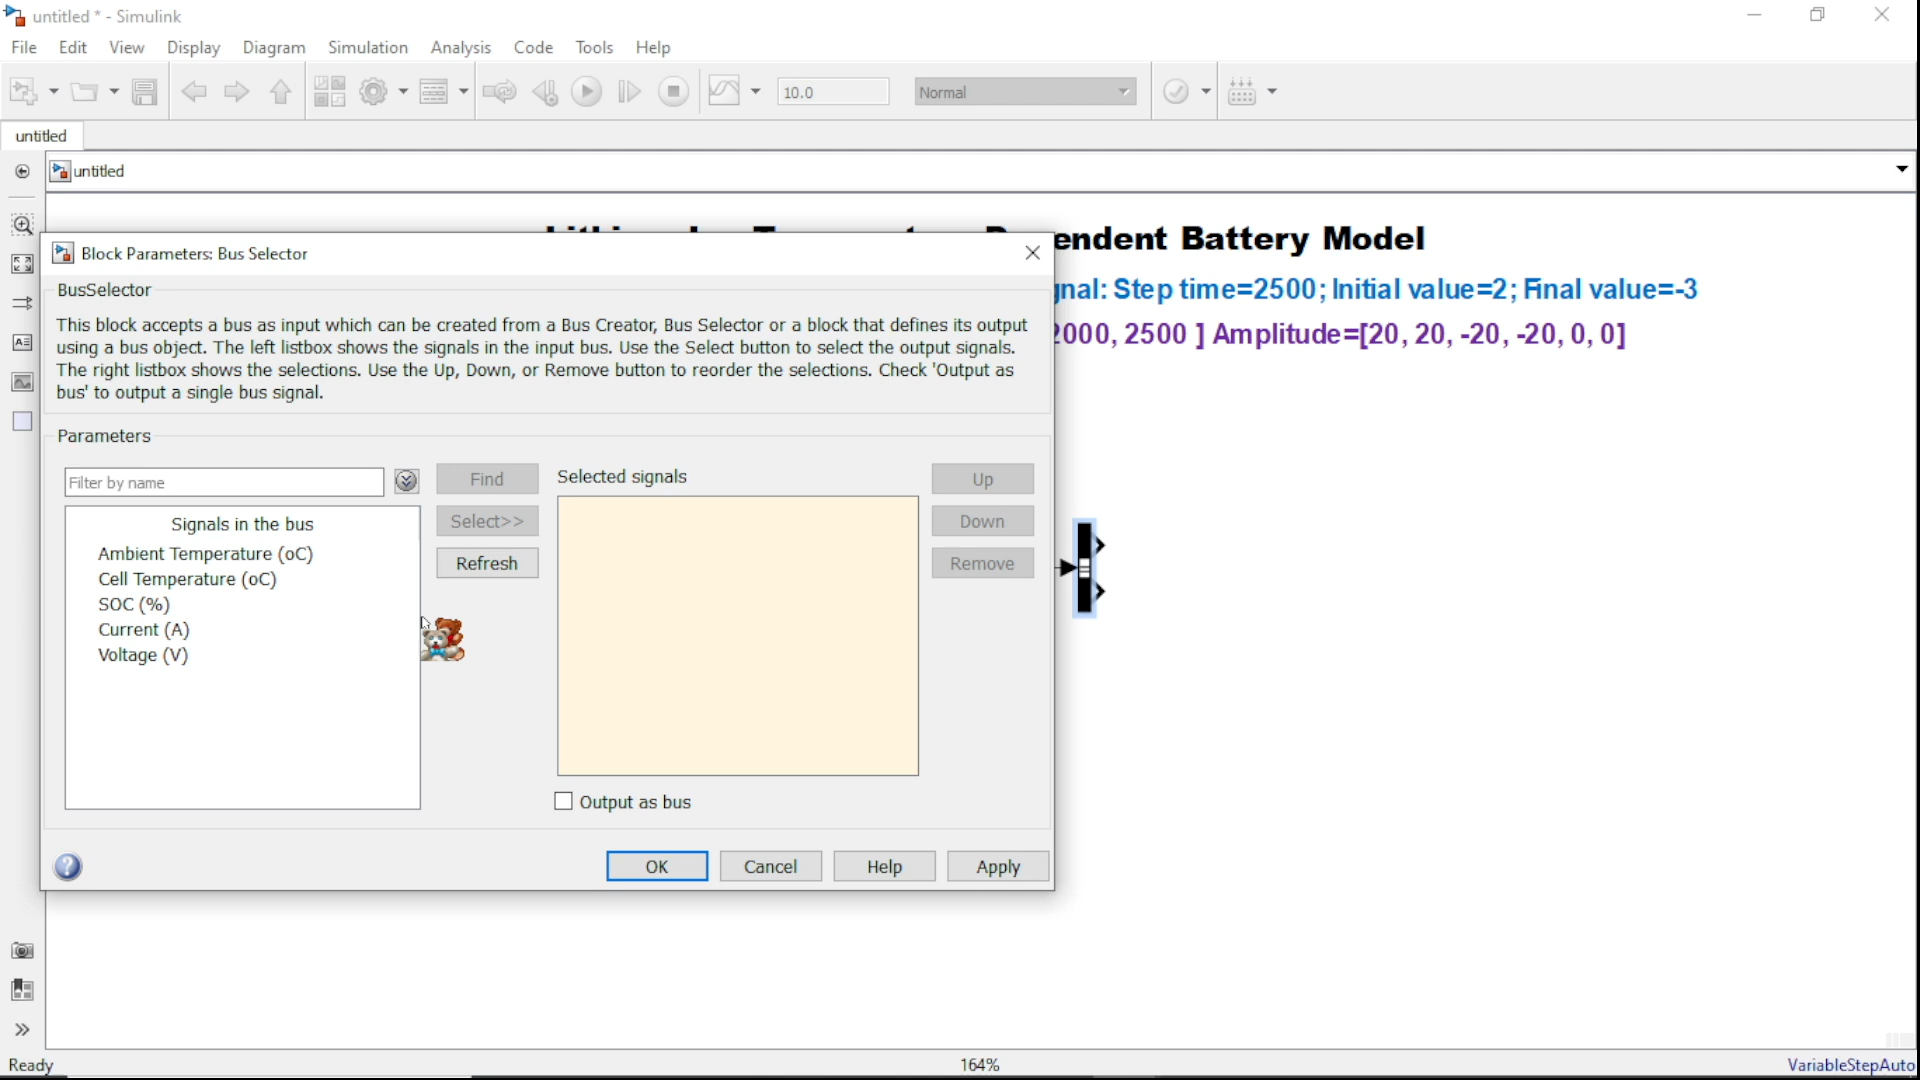 untitled * - Simulink
File Edit View Display Diagram Simulation Analysis Code Tools Help
10.0 Normal
untitled
untitled
endent Battery Model
gnal: Step time=2500; Initial value=2; Final value=-3
2000, 2500 ] Amplitude=[20, 20, -20, -20, 0, 0]
Block Parameters: Bus Selector
BusSelector
This block accepts a bus as input which can be created from a Bus Creator, Bus Selector or a block that defines its output
using a bus object. The left listbox shows the signals in the input bus. Use the Select button to select the output signals.
The right listbox shows the selections. Use the Up, Down, or Remove button to reorder the selections. Check 'Output as
bus' to output a single bus signal.
Parameters
Filter by name
Find
Selected signals
Up
Signals in the bus
Select>>
Down
Ambient Temperature (oC)
Refresh
Remove
Cell Temperature (oC)
SOC (%)
Current (A)
Voltage (V)
Output as bus
OK Cancel Help Apply
Ready 164% VariableStepAuto